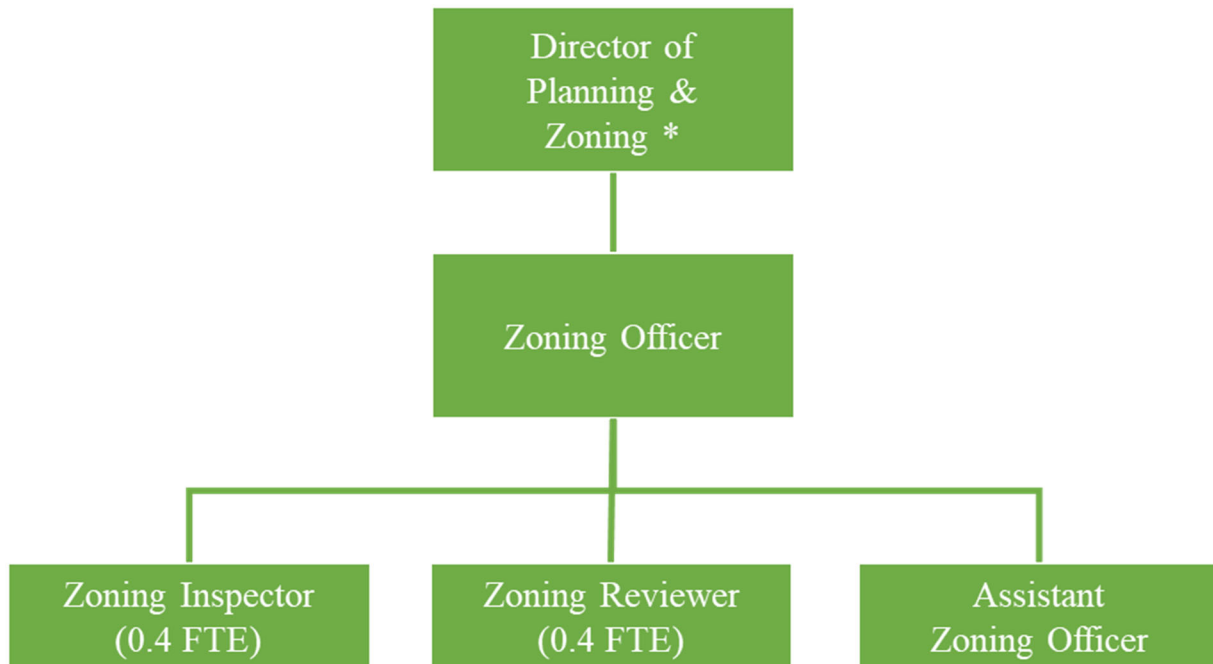 Director of
Planning &
Zoning *
Zoning Officer
Zoning Inspector
(0.4 FTE)
Zoning Reviewer
(0.4 FTE)
Assistant
Zoning Officer